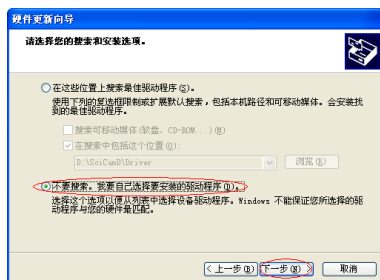 硬件更新向导
请选择您的搜索和安装选项。
在这些位置上搜索最佳驱动程序(S)。
使用下列的复选框限制或扩展默认搜索，包括本机路径和可移动媒体。会安装找
到的最佳驱动程序。
搜索可移动媒体(软盘、CD-ROM...)(M)
在搜索中包括这个位置(O):
D:\SciCamD\Driver
浏览(R)
不要搜索。我要自己选择要安装的驱动程序(D)。
选择这个选项以便从列表中选择设备驱动程序。Windows 不能保证您所选择的驱
动程序与您的硬件最匹配。
<上一步(B) 下一步(N)> 取消